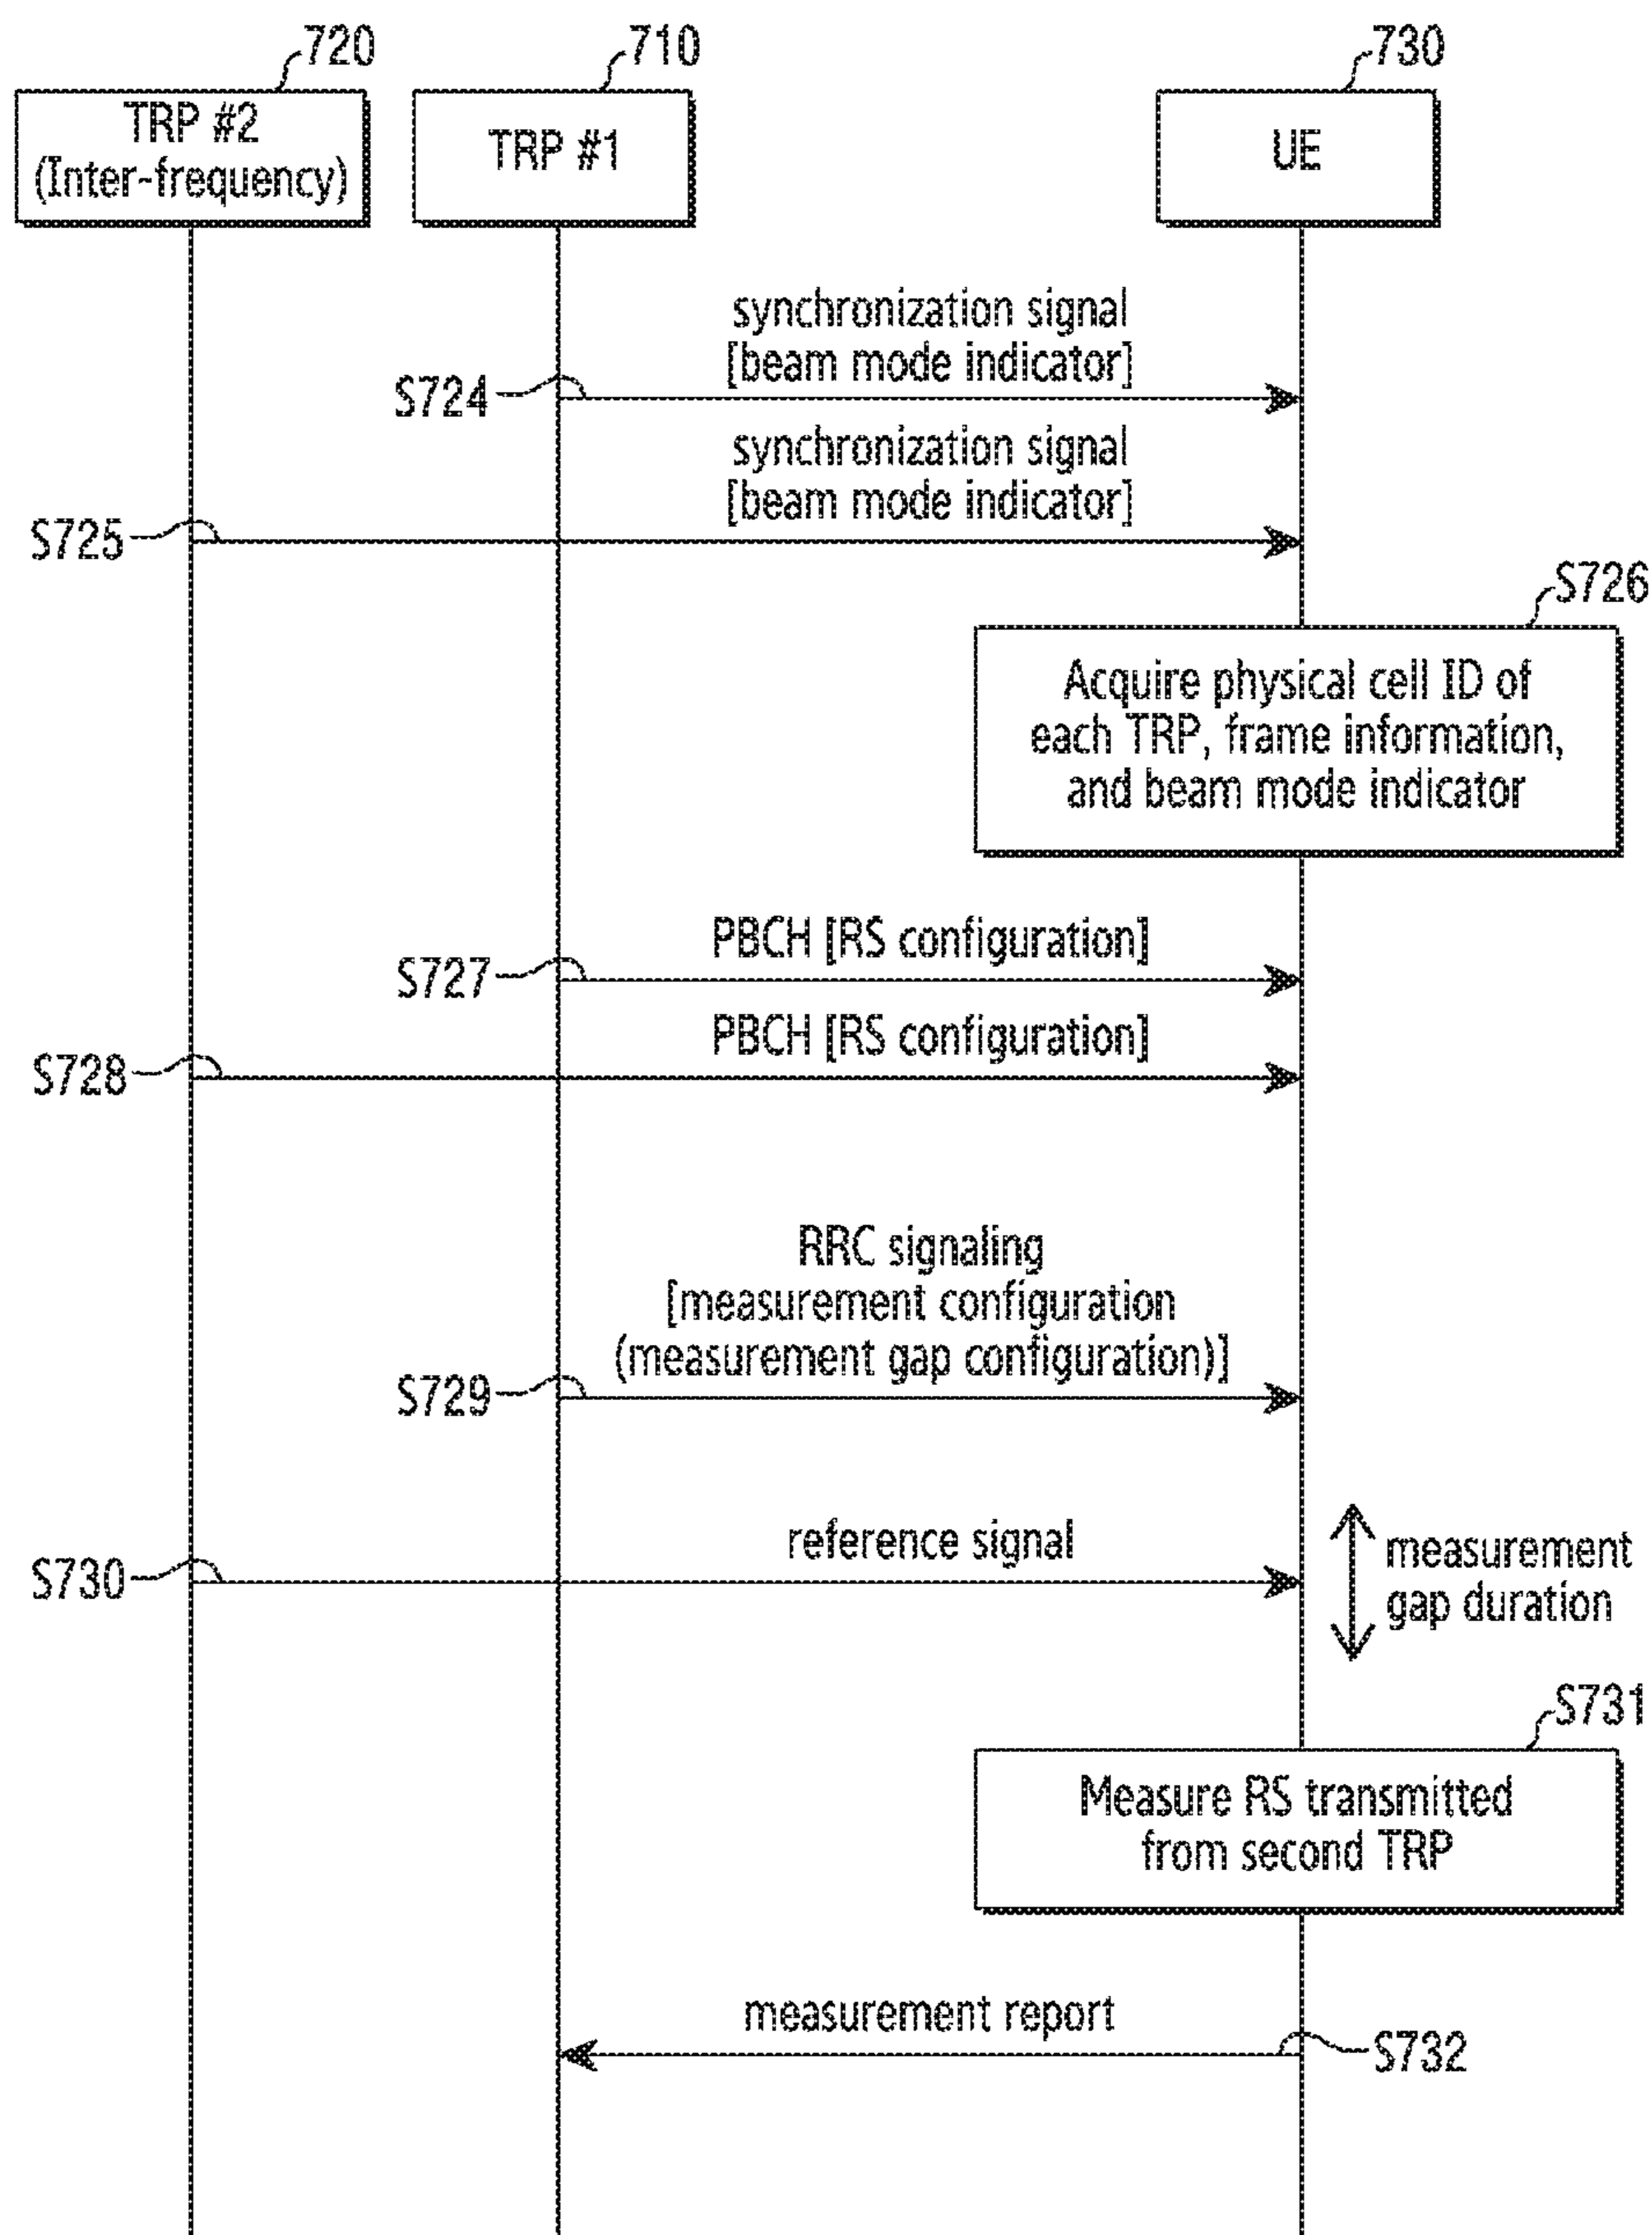 720
710
730
TRP #2
(Inter-frequency)
TRP #1
UE
synchronization signal
[beam mode indicator]
S724
synchronization signal
[beam mode indicator]
S725
S726
Acquire physical cell ID of
each TRP, frame information,
and beam mode indicator
PBCH [RS configuration]
S727
PBCH [RS configuration]
S728
RRC signaling
[measurement configuration
(measurement gap configuration)]
S729
reference signal
S730
measurement
gap duration
S731
Measure RS transmitted
from second TRP
measurement report
S732